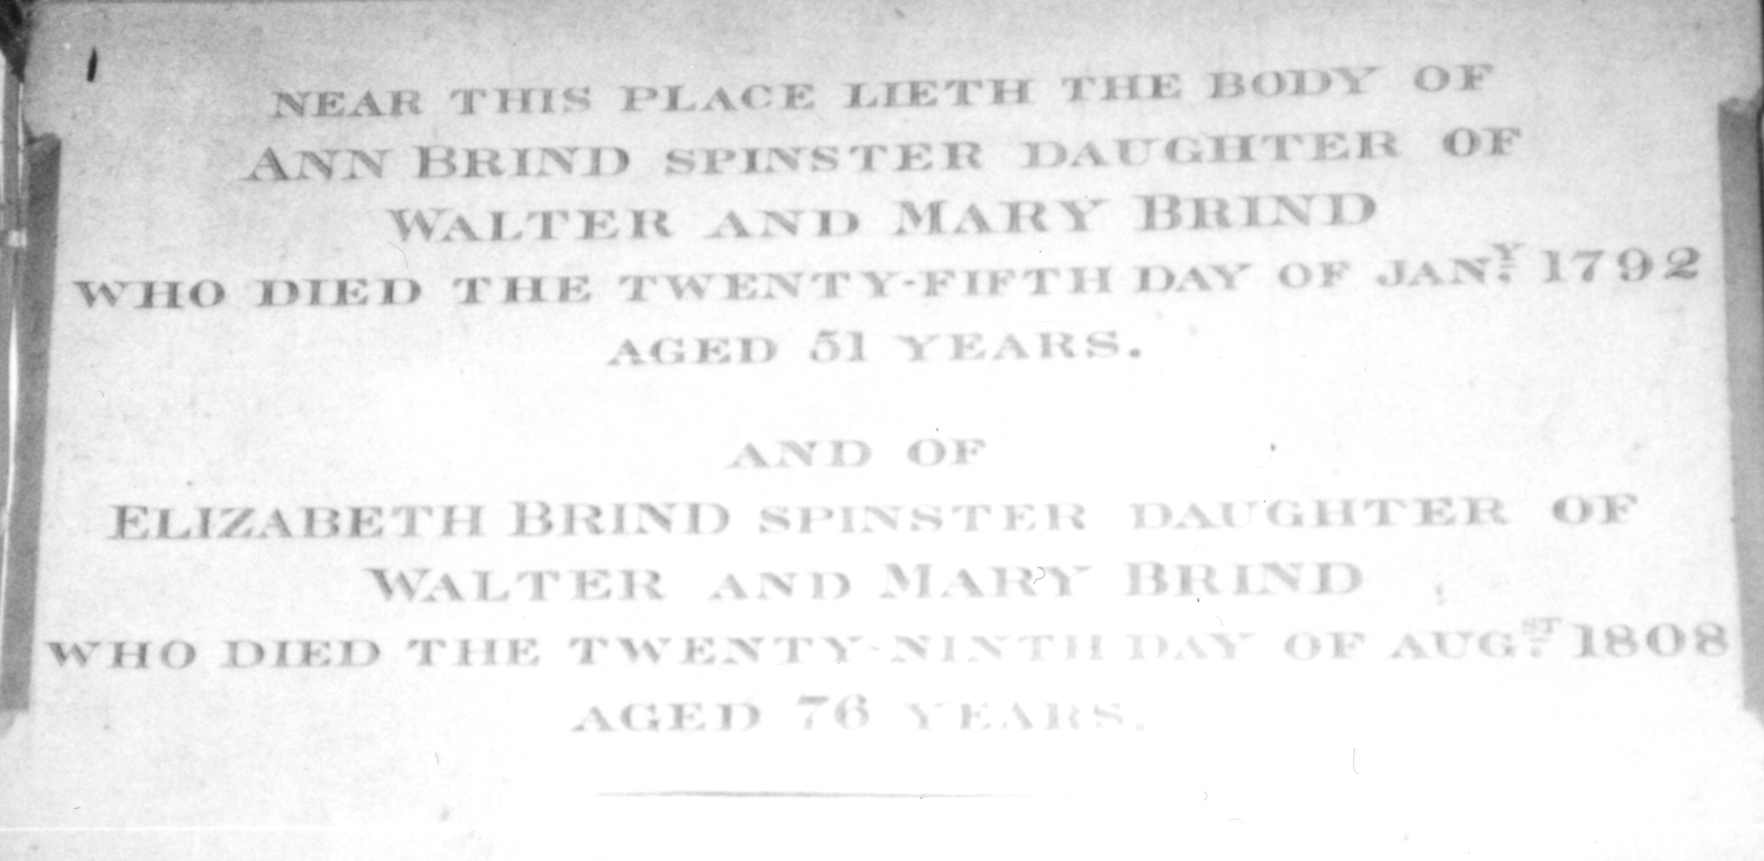 NEAR THIS PLACE LIETH THE BODY OF
ANN BRIND SPINSTER DAUGHTER OF
WALTER AND MARY BRIND
WHO DIED THE TWENTY-FIFTH DAY OF JANY. 1792
AGED 51 YEARS.
AND OF
ELIZABETH BRIND SPINSTER DAUGHTER OF
WALTER AND MARY BRIND
WHO DIED THE TWENTY-NINTH DAY OF AUGST. 1808
AGED 76 YEARS.